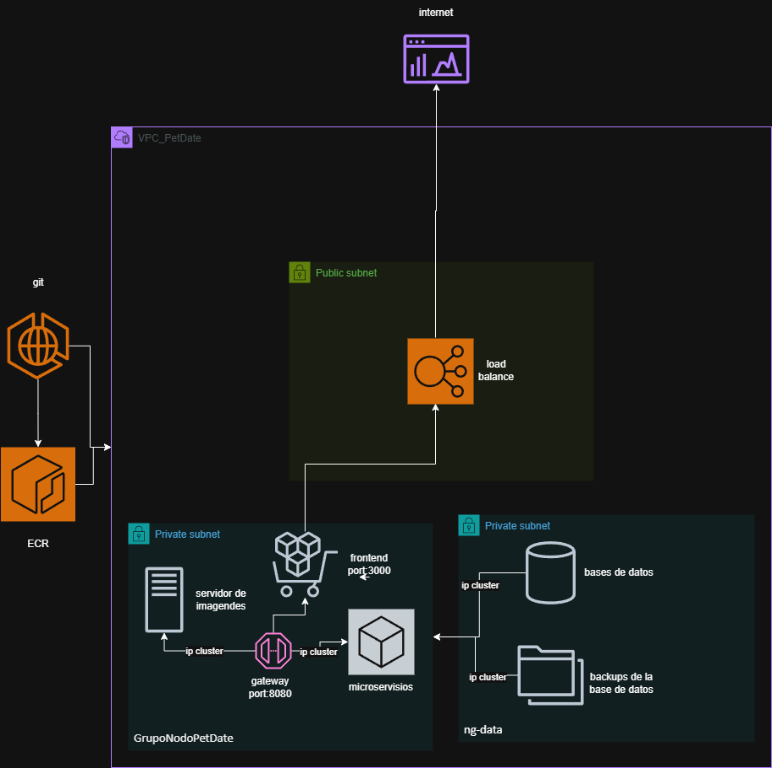 internet
VPC_PetDate
Public subnet
git
load
balance
ECR
Private subnet
frontend
port:3000
servidor de
imagendes
ip cluster
ip cluster
gateway
port:8080
microservisios
GrupoNodoPetDate
Private subnet
bases de datos
ip cluster
ip cluster
backups de la
base de datos
ng-data